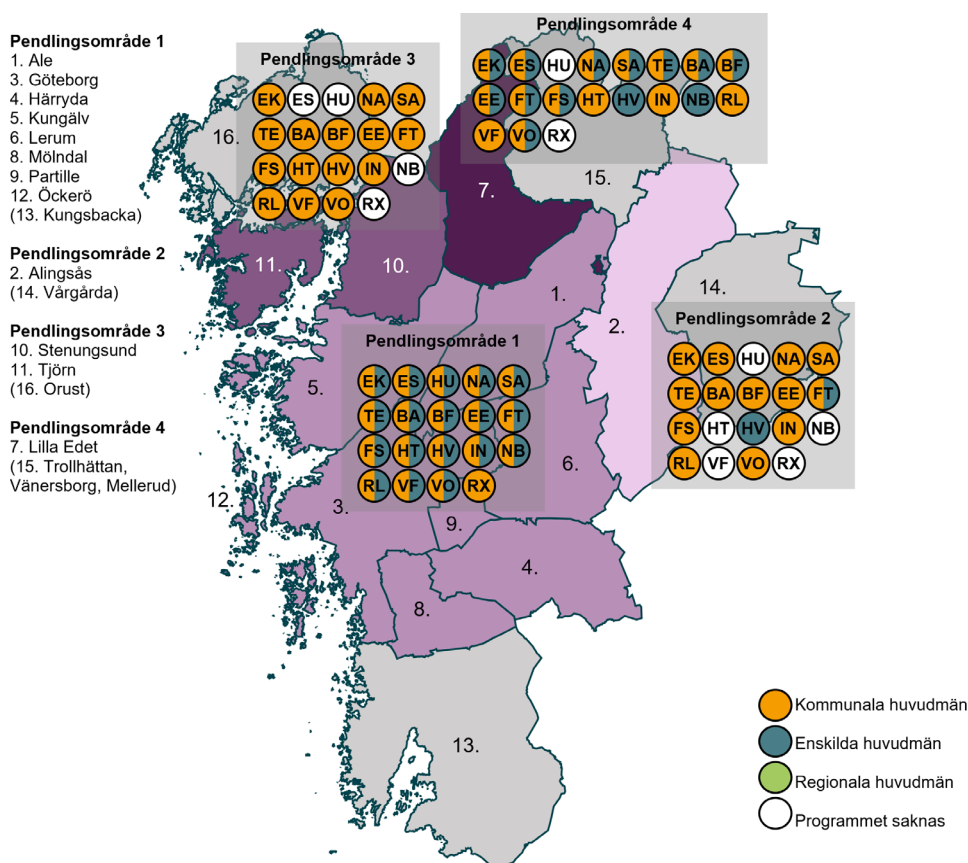 Pendlingsområde 1
1. Ale
3. Göteborg
4. Härryda
5. Kungälv
6. Lerum
8. Mölndal
9. Partille
12. Öckerö
(13. Kungsbacka)
Pendlingsområde 2
2. Alingsås
(14. Vårgårda)
Pendlingsområde 3
10. Stenungsund
11. Tjörn
(16. Orust)
Pendlingsområde 4
7. Lilla Edet
(15. Trollhättan,
Vänersborg, Mellerud)
Pendlingsområde 3
EK ES HU NA SA
TE BA BF EE FT
FS HT HV IN NB
RL VF VO RX
Pendlingsområde 4
EK ES HU NA SA TE BA BF
EE FT FS HT HV IN NB RL
VF VO RX
16.
15.
7.
11.
10.
1.
14.
2.
Pendlingsområde 2
EK ES HU NA SA
TE BA BF EE FT
FS HT HV IN NB
RL VF VO RX
Pendlingsområde 1
EK ES HU NA SA
TE BA BF EE FT
FS HT HV IN NB
RL VF VO RX
5.
6.
12.
3.
9.
4.
8.
13.
Kommunala huvudmän
Enskilda huvudmän
Regionala huvudmän
Programmet saknas